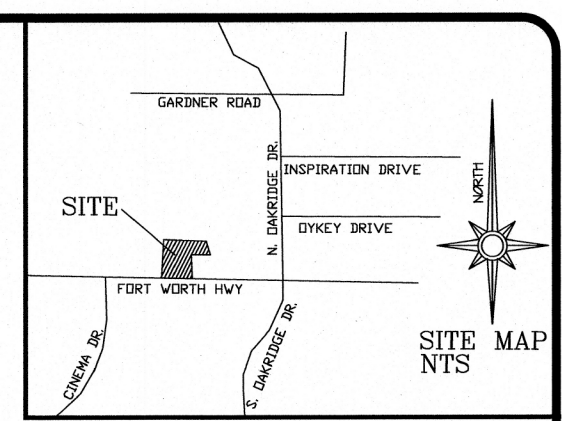 GARDNER ROAD
N. OAKRIDGE DR.
INSPIRATION DRIVE
NORTH
SITE
OYKEY DRIVE
FORT WORTH HWY
CINEMA DR.
S. OAKRIDGE DR.
SITE MAP
NTS